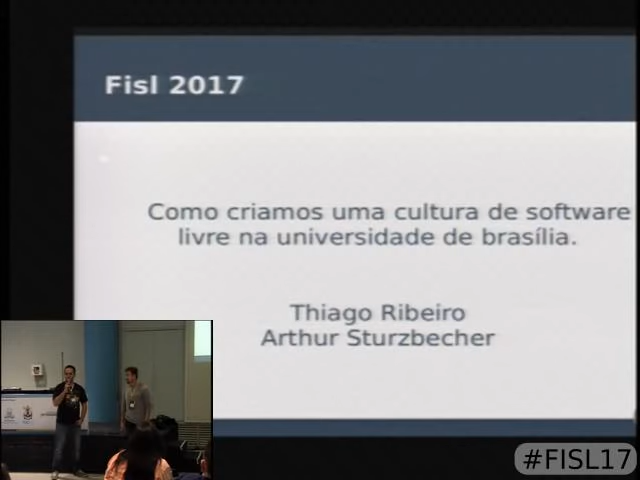 Fisl 2017
Como criamos uma cultura de software
livre na universidade de brasília.
Thiago Ribeiro
Arthur Sturzbecher
#FISL17